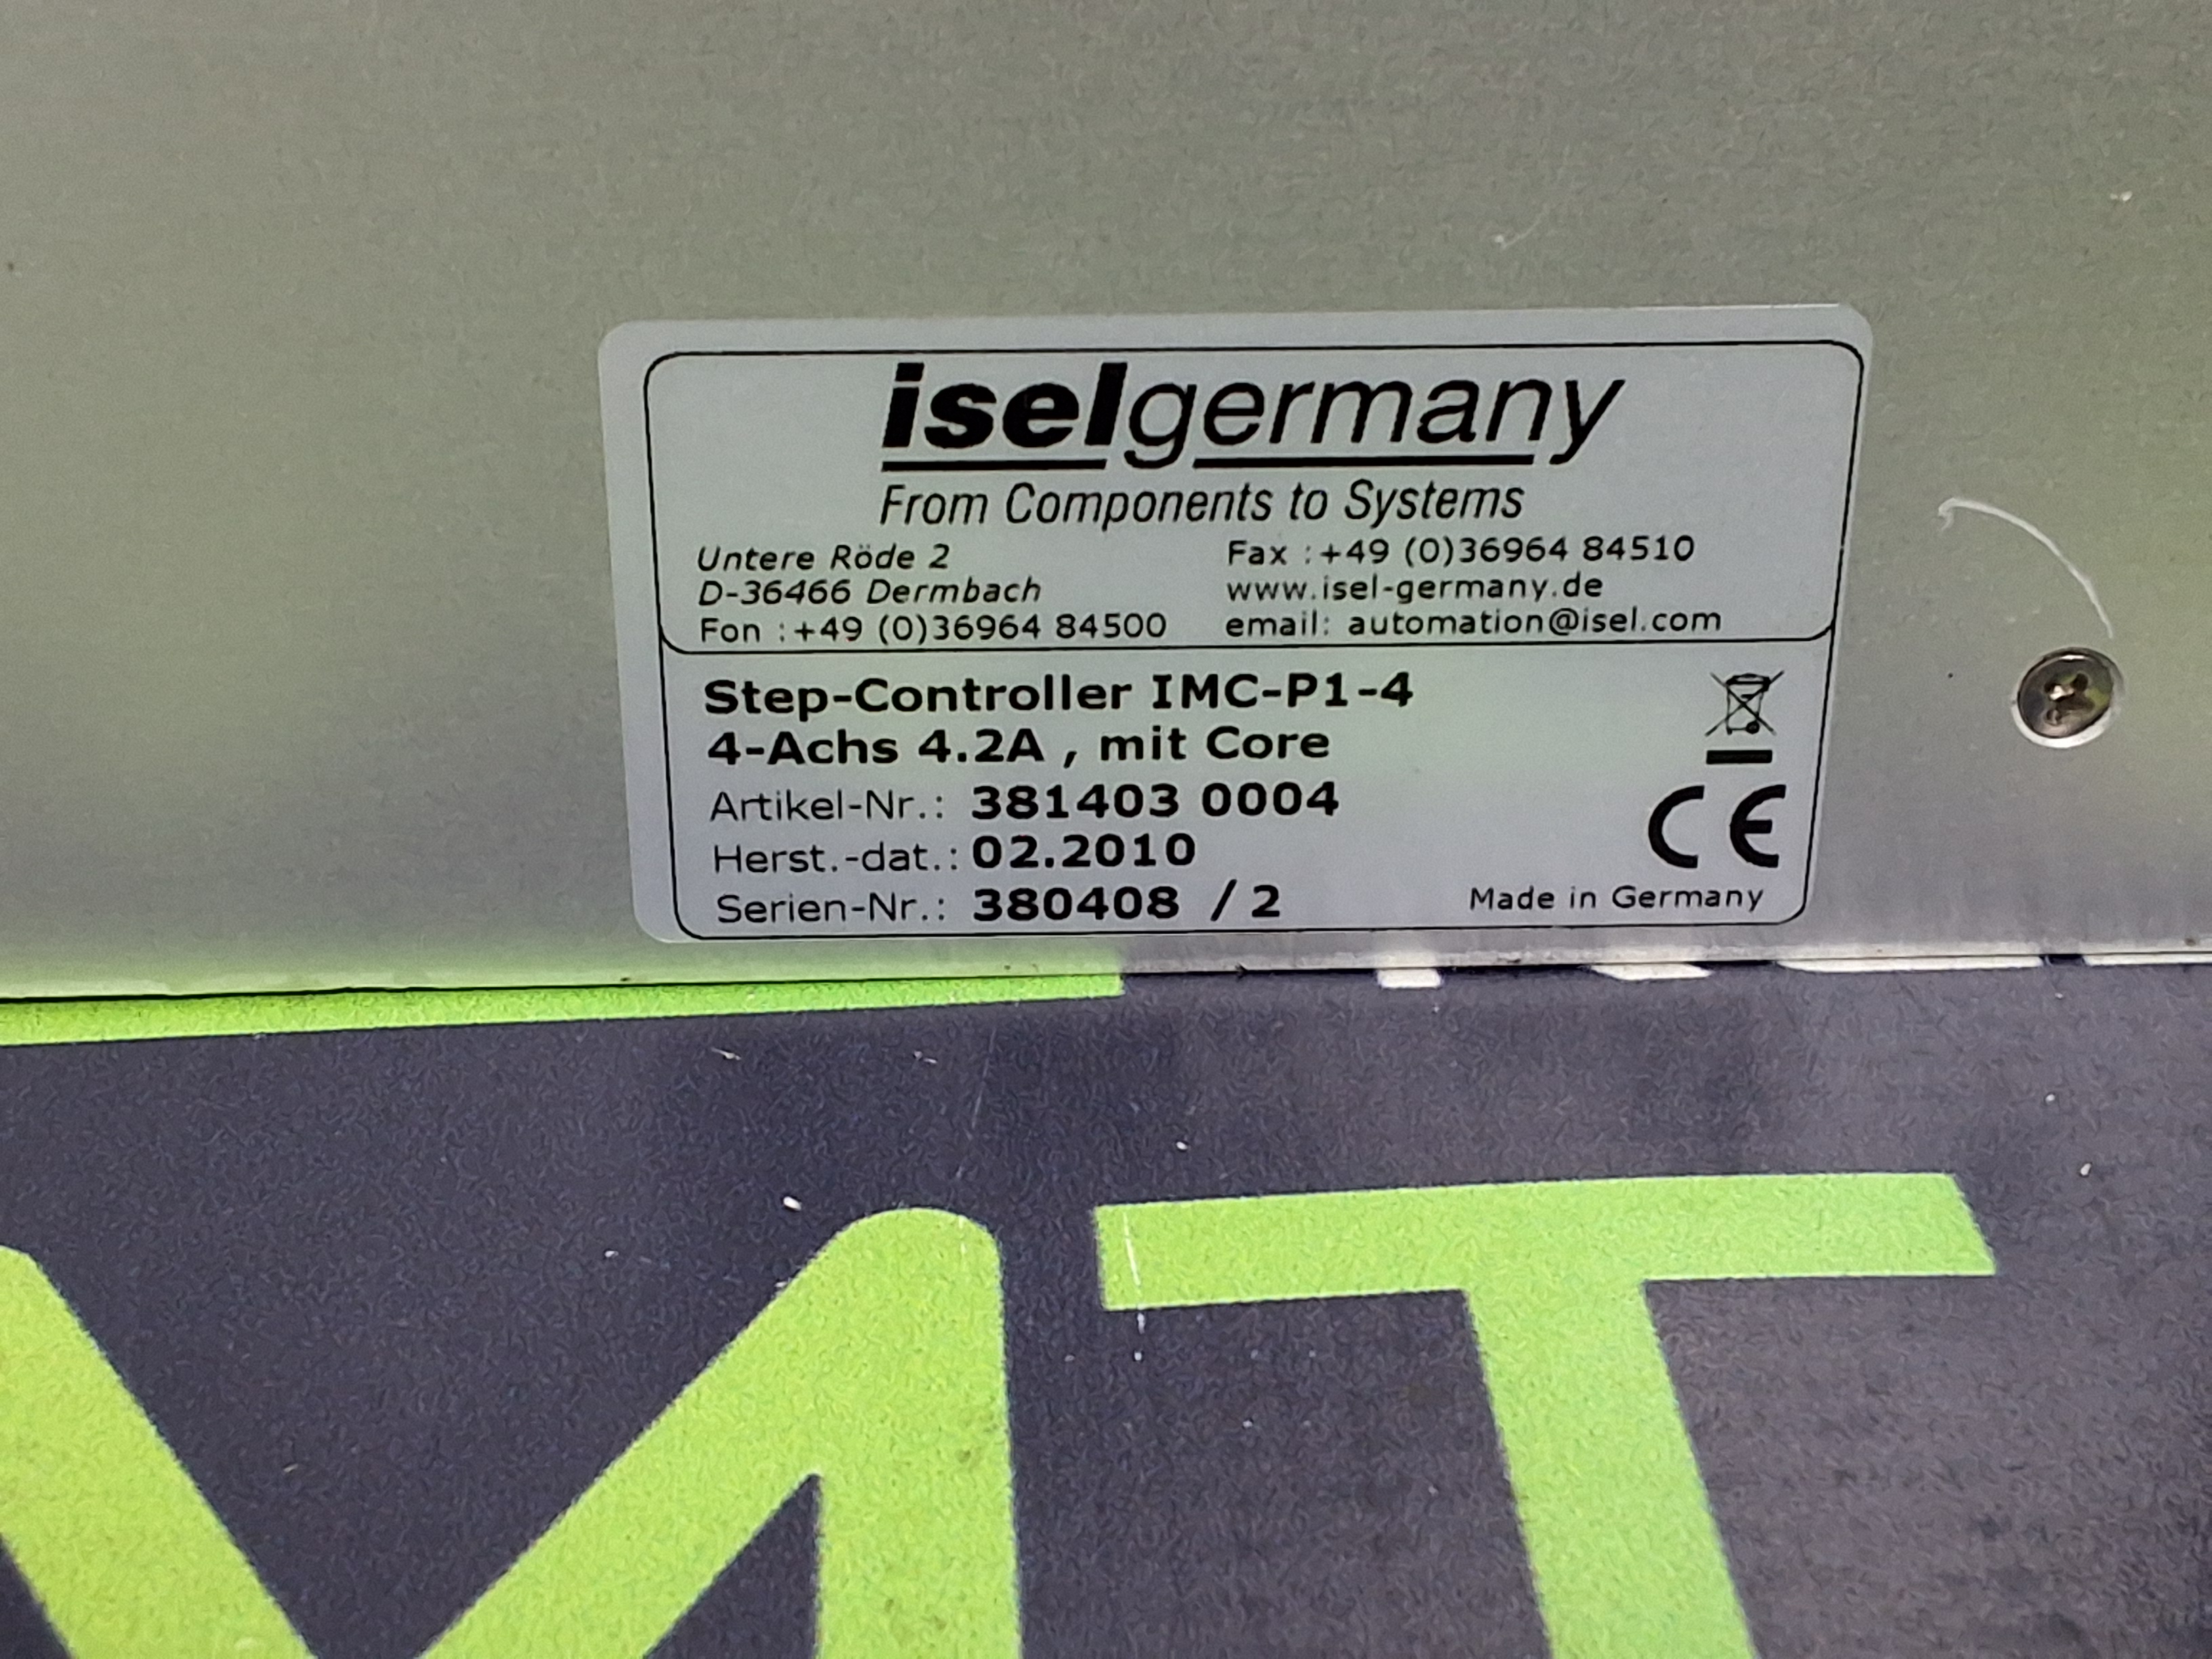 iselgermany
From Components to Systems
Untere Röde 2
D-36466 Dermbach
Fon :+49 (0)36964 84500
Fax :+49 (0)36964 84510
www.isel-germany.de
email: automation@isel.com
Step-Controller IMC-P1-4
4-Achs 4.2A , mit Core
Artikel-Nr.: 381403 0004
Herst.-dat.: 02.2010
Serien-Nr.: 380408 / 2
CE
Made in Germany
MT